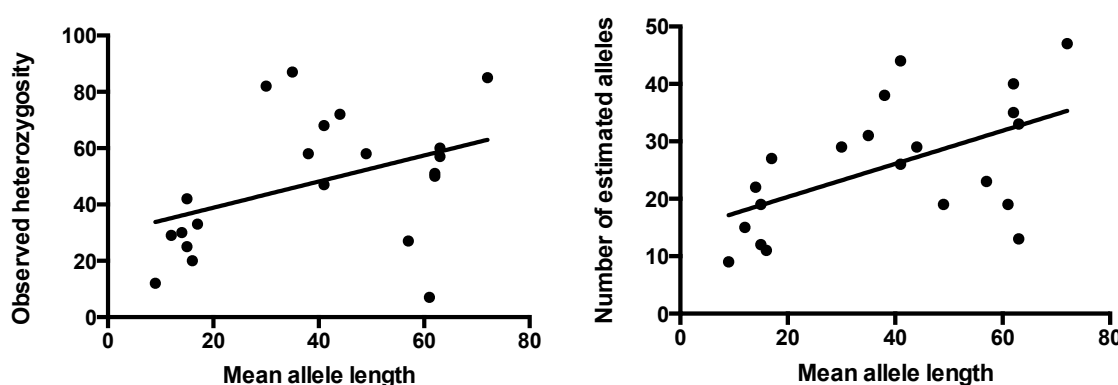 Observed heterozygosity
100
80
60
40
20
0
0 20 40 60 80
Mean allele length
Number of estimated alleles
50
40
30
20
10
0
0 20 40 60 80
Mean allele length